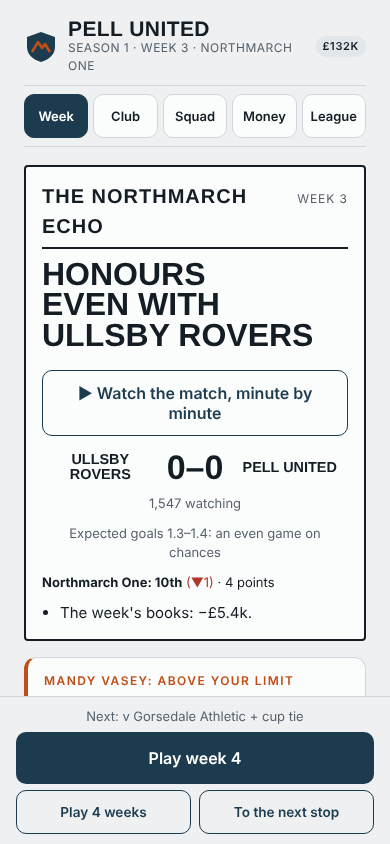 PELL UNITED
SEASON 1 · WEEK 3 · NORTHMARCH
ONE
£132K
Week
Club
Squad
Money
League
THE NORTHMARCH
ECHO
WEEK 3
HONOURS
EVEN WITH
ULLSBY ROVERS
▶ Watch the match, minute by
minute
ULLSBY
ROVERS
0–0
PELL UNITED
1,547 watching
Expected goals 1.3–1.4: an even game on
chances
Northmarch One: 10th (▼1) · 4 points
• The week's books: −£5.4k.
MANDY VASEY: ABOVE YOUR LIMIT
Next: v Gorsedale Athletic + cup tie
Play week 4
Play 4 weeks
To the next stop